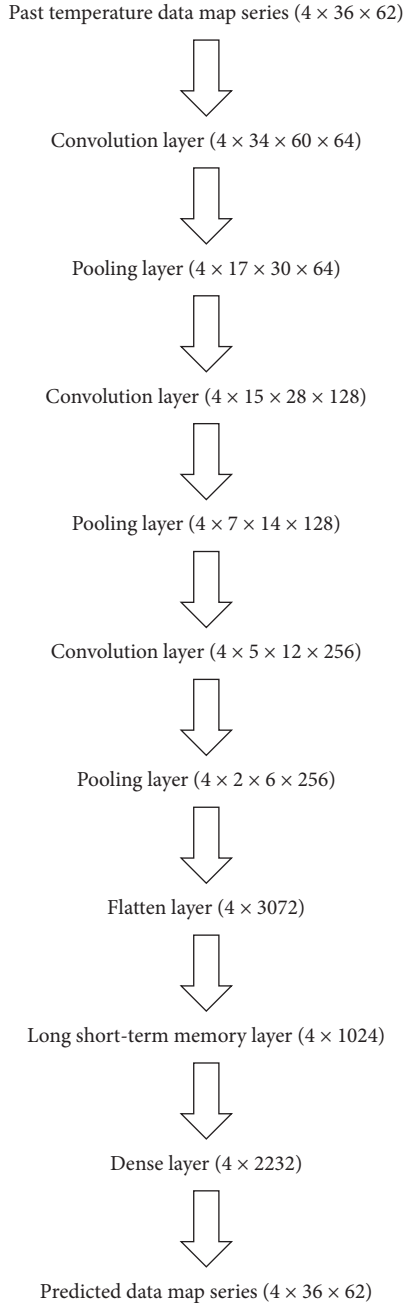 Past temperature data map series (4 × 36 × 62)
Convolution layer (4 × 34 × 60 × 64)
Pooling layer (4 × 17 × 30 × 64)
Convolution layer (4 × 15 × 28 × 128)
Pooling layer (4 × 7 × 14 × 128)
Convolution layer (4 × 5 × 12 × 256)
Pooling layer (4 × 2 × 6 × 256)
Flatten layer (4 × 3072)
Long short-term memory layer (4 × 1024)
Dense layer (4 × 2232)
Predicted data map series (4 × 36 × 62)